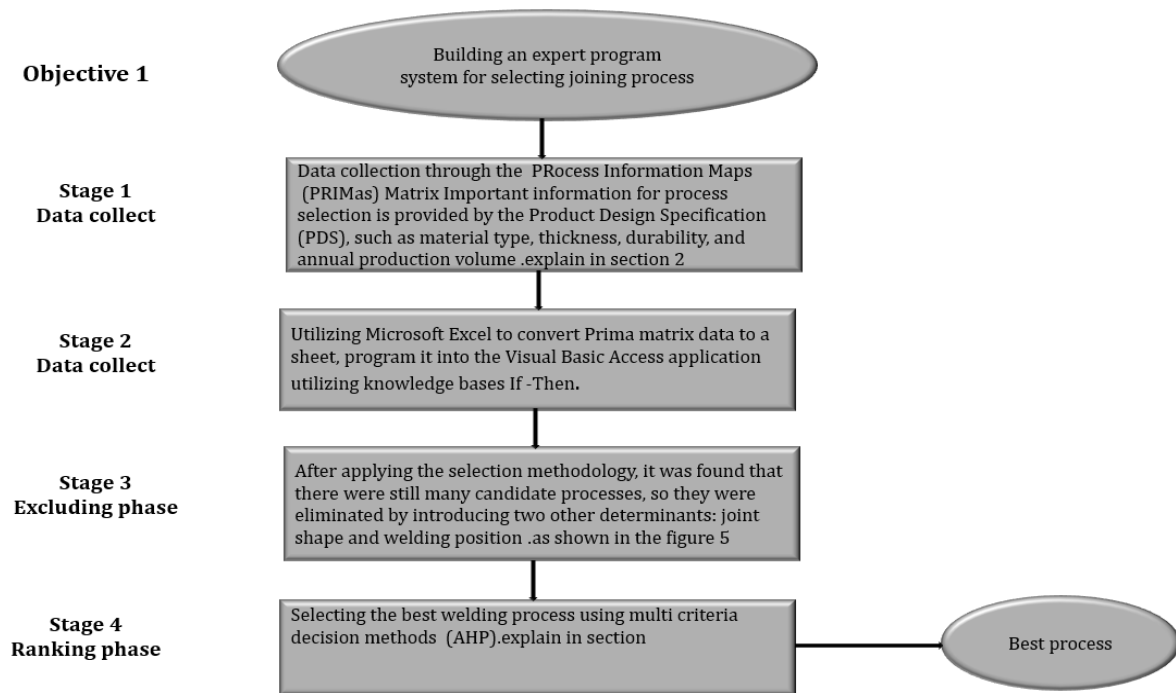 Objective 1
Building an expert program
system for selecting joining process
Stage 1
Data collect
Data collection through the PRocess Information Maps
(PRIMas) Matrix Important information for process
selection is provided by the Product Design Specification
(PDS), such as material type, thickness, durability, and
annual production volume .explain in section 2
Stage 2
Data collect
Utilizing Microsoft Excel to convert Prima matrix data to a
sheet, program it into the Visual Basic Access application
utilizing knowledge bases If -Then.
Stage 3
Excluding phase
After applying the selection methodology, it was found that
there were still many candidate processes, so they were
eliminated by introducing two other determinants: joint
shape and welding position .as shown in the figure 5
Stage 4
Ranking phase
Selecting the best welding process using multi criteria
decision methods (AHP).explain in section
Best process